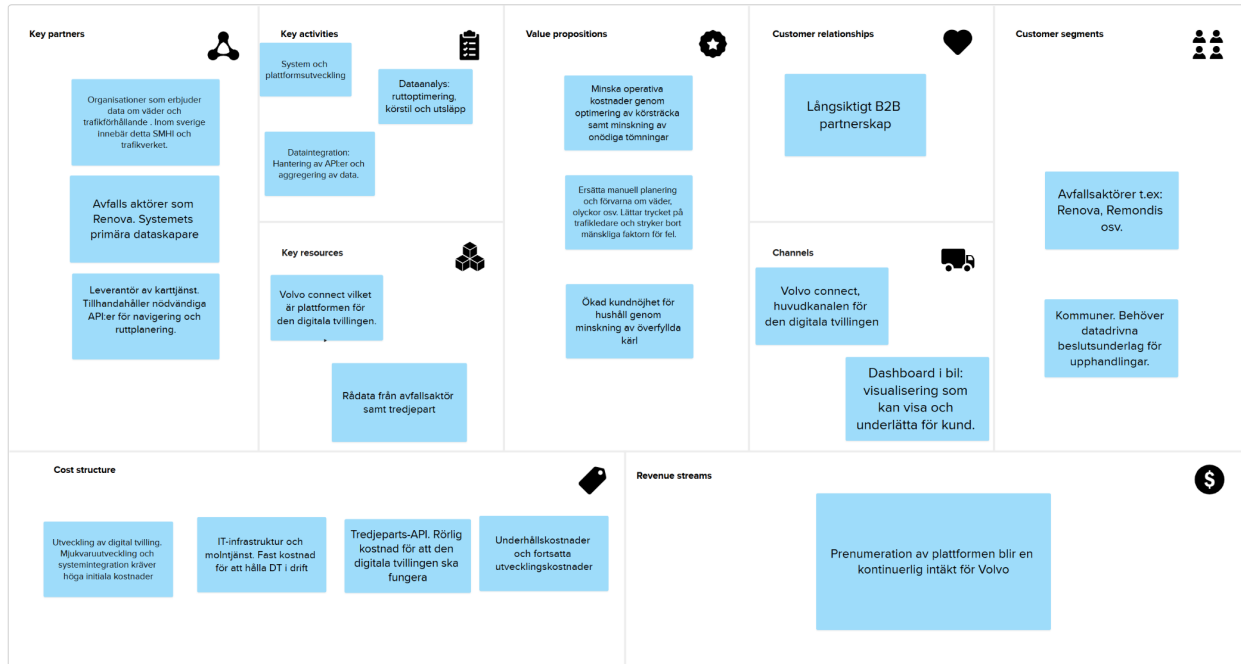 Key partners
Organisationer som erbjuder
data om väder och
trafikförhållande . Inom sverige
innebär detta SMHI och
trafikverket.
Avfalls aktörer som
Renova. Systemets
primära dataskapare
Leverantör av karttjänst.
Tillhandahåller nödvändiga
API:er för navigering och
ruttplanering.
Key activities
System och
plattformsutveckling
Dataanalys:
ruttoptimering,
körstil och utsläpp
Dataintegration:
Hantering av API:er och
aggregering av data.
Key resources
Volvo connect vilket
är plattformen för
den digitala tvillingen.
Rådata från avfallsaktör
samt tredjepart
Value propositions
Minska operativa
kostnader genom
optimering av körsträcka
samt minskning av
onödiga tömningar
Ersätta manuell planering
och förvarna om väder,
olyckor osv. Lättar trycket på
trafikledare och stryker bort
mänskliga faktorn för fel.
Ökad kundnöjhet för
hushåll genom
minskning av överfyllda
kärl
Customer relationships
Långsiktigt B2B
partnerskap
Channels
Volvo connect,
huvudkanalen för
den digitala tvillingen
Dashboard i bil:
visualisering som
kan visa och
underlätta för kund.
Customer segments
Avfallsaktörer t.ex:
Renova, Remondis
osv.
Kommuner. Behöver
datadrivna
beslutsunderlag för
upphandlingar.
Cost structure
Utveckling av digital tvilling.
Mjukvaruutveckling och
systemintegration kräver
höga initiala kostnader
IT-infrastruktur och
molntjänst. Fast kostnad
för att hålla DT i drift
Tredjeparts-API. Rörlig
kostnad för att den
digitala tvillingen ska
fungera
Underhållskostnader
och fortsatta
utvecklingskostnader
Revenue streams
$
Prenumeration av plattformen blir en
kontinuerlig intäkt för Volvo